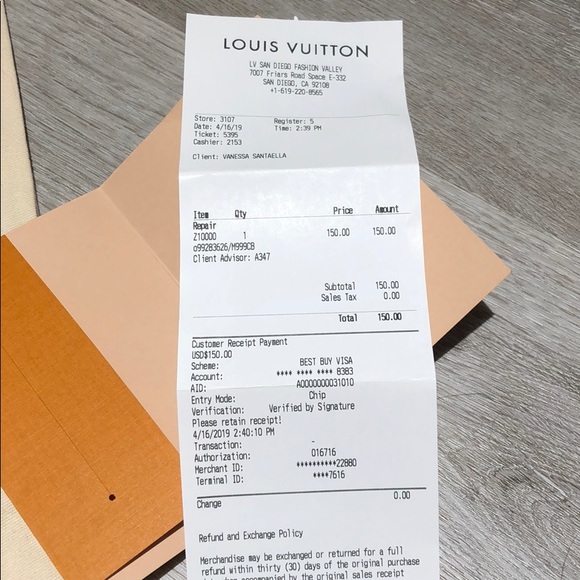 LOUIS VUITTON
LV SAN DIEGO FASHION VALLEY
7007 Friars Road Space E-332
SAN DIEGO, CA 92108
+1-619-220-8565
Store: 3107 Register: 5
Date: 4/16/19 Time: 2:39 PM
Ticket: 5395
Cashier: 2153
Client: VANESSA SANTAELLA
Item Qty Price Amount
Repair
Z10000 1 150.00 150.00
o99283626/M999CB
Client Advisor: A347
Subtotal 150.00
Sales Tax 0.00
Total 150.00
Customer Receipt Payment
USD$150.00
Scheme: BEST BUY VISA
Account: **** **** **** 8383
AID: A0000000031010
Entry Mode: Chip
Verification: Verified by Signature
Please retain receipt!
4/16/2019 2:40:10 PM
Transaction: -
Authorization: 016716
Merchant ID: **********22880
Terminal ID: ****7616
Change 0.00
Refund and Exchange Policy
Merchandise may be exchanged or returned for a full
refund within thirty (30) days of the original purchase
accompanied by the original sales receipt